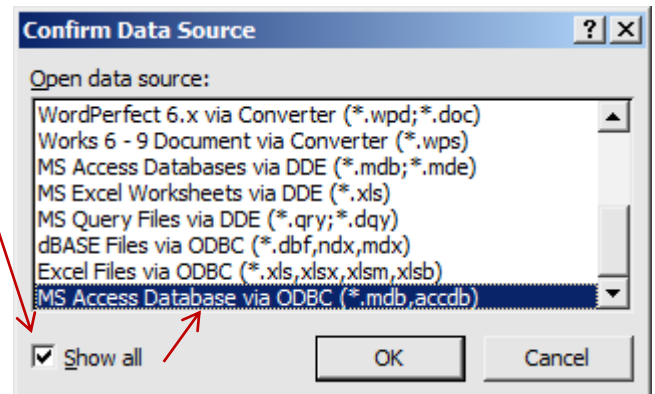 Confirm Data Source
Open data source:
WordPerfect 6.x via Converter (*.wpd;*.doc)
Works 6 - 9 Document via Converter (*.wps)
MS Access Databases via DDE (*.mdb;*.mde)
MS Excel Worksheets via DDE (*.xls)
MS Query Files via DDE (*.qry;*.dqy)
dBASE Files via ODBC (*.dbf,ndx,mdx)
Excel Files via ODBC (*.xls,xlsx,xlsm,xlsb)
MS Access Database via ODBC (*.mdb,accdb)
Show all OK Cancel